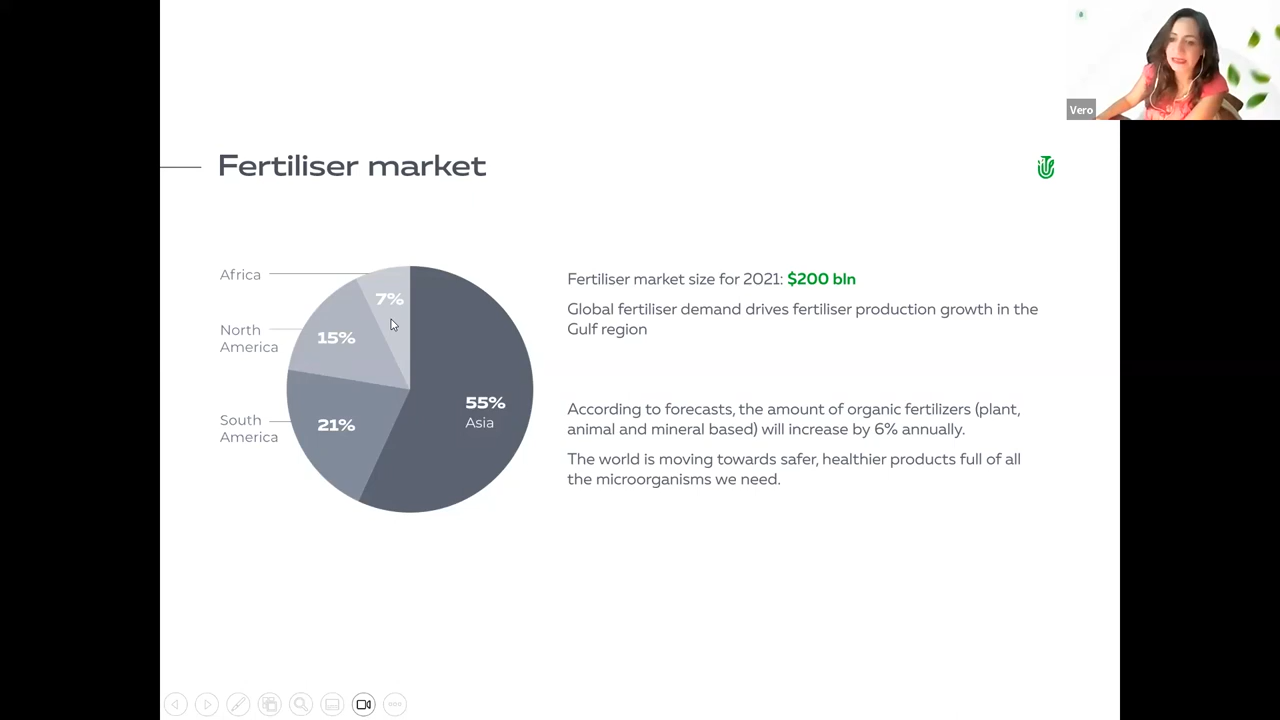 Vero
Fertiliser market
Africa
7%
North
America
15%
South
America
21%
55%
Asia
Fertiliser market size for 2021: $200 bln
Global fertiliser demand drives fertiliser production growth in the
Gulf region
According to forecasts, the amount of organic fertilizers (plant,
animal and mineral based) will increase by 6% annually.
The world is moving towards safer, healthier products full of all
the microorganisms we need.